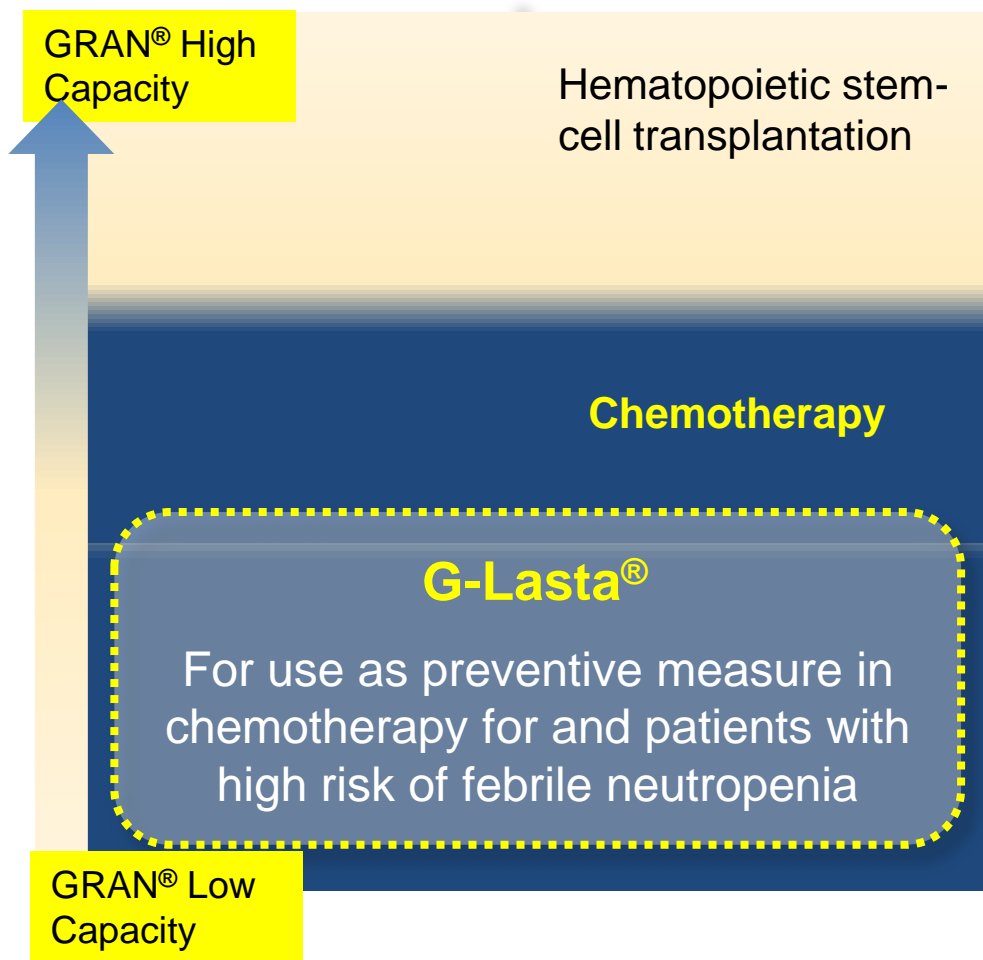 GRAN® High
Capacity
Hematopoietic stem-
cell transplantation
Chemotherapy
G-Lasta®
For use as preventive measure in
chemotherapy for and patients with
high risk of febrile neutropenia
GRAN® Low
Capacity